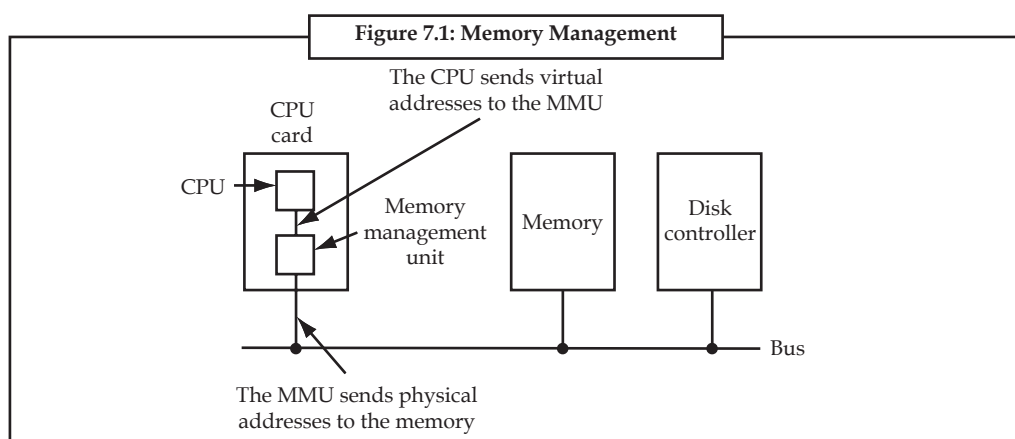 Figure 7.1: Memory Management
The CPU sends virtual
addresses to the MMU
CPU
card
CPU
Memory
management
unit
Memory
Disk
controller
Bus
The MMU sends physical
addresses to the memory